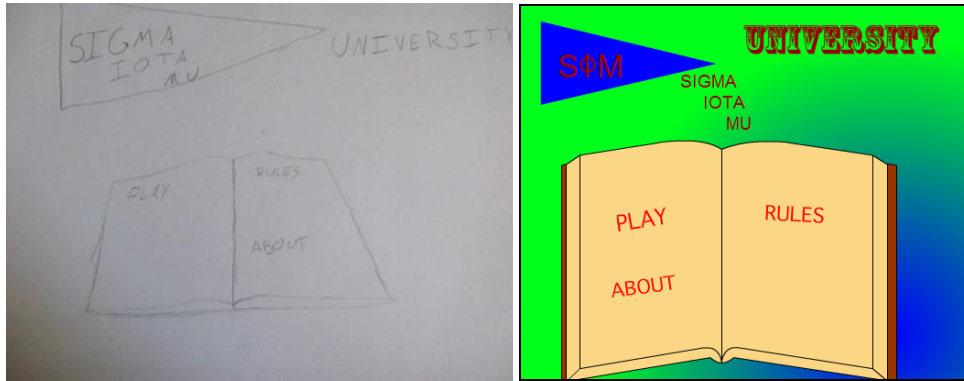 SIGMA
IOTA
MU
UNIVERSITY
PLAY
RULES
ABOUT
SΦM
UNIVERSITY
SIGMA
IOTA
MU
PLAY
RULES
ABOUT